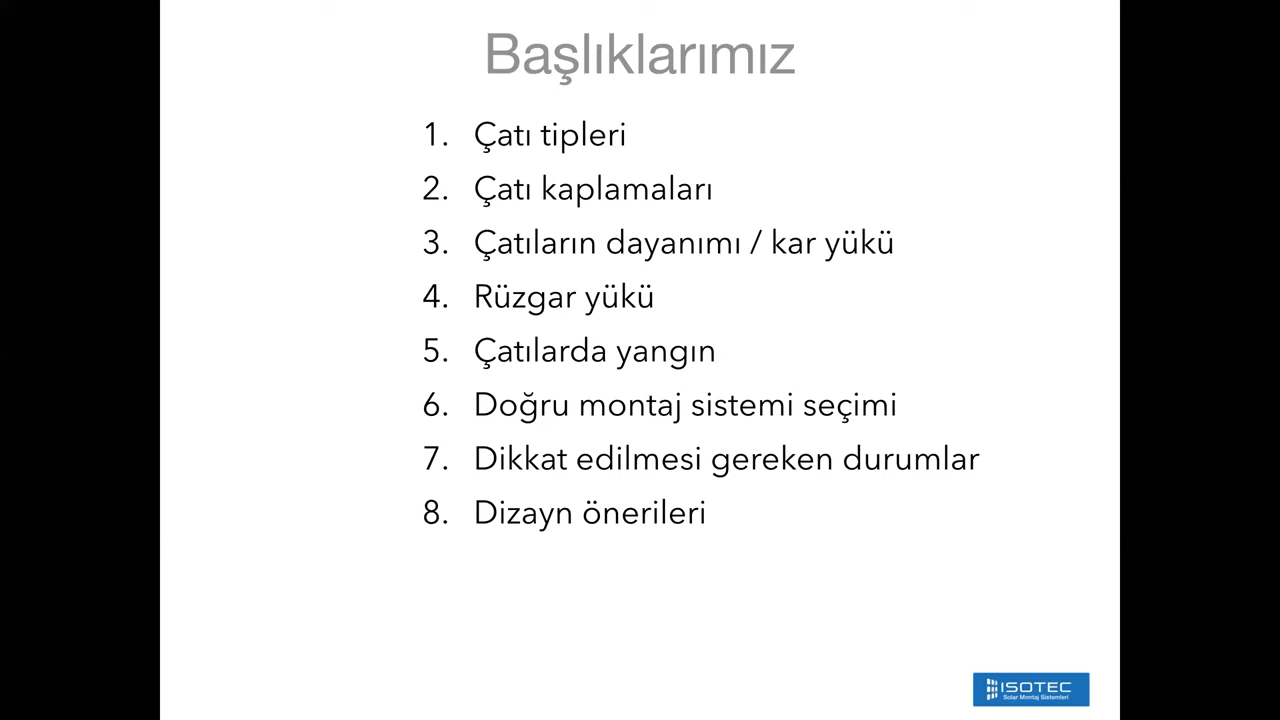 Başlıklarımız
1. Çatı tipleri
2. Çatı kaplamaları
3. Çatıların dayanımı / kar yükü
4. Rüzgar yükü
5. Çatılarda yangın
6. Doğru montaj sistemi seçimi
7. Dikkat edilmesi gereken durumlar
8. Dizayn önerileri
ISOTEC
Solar Montaj Sistemleri